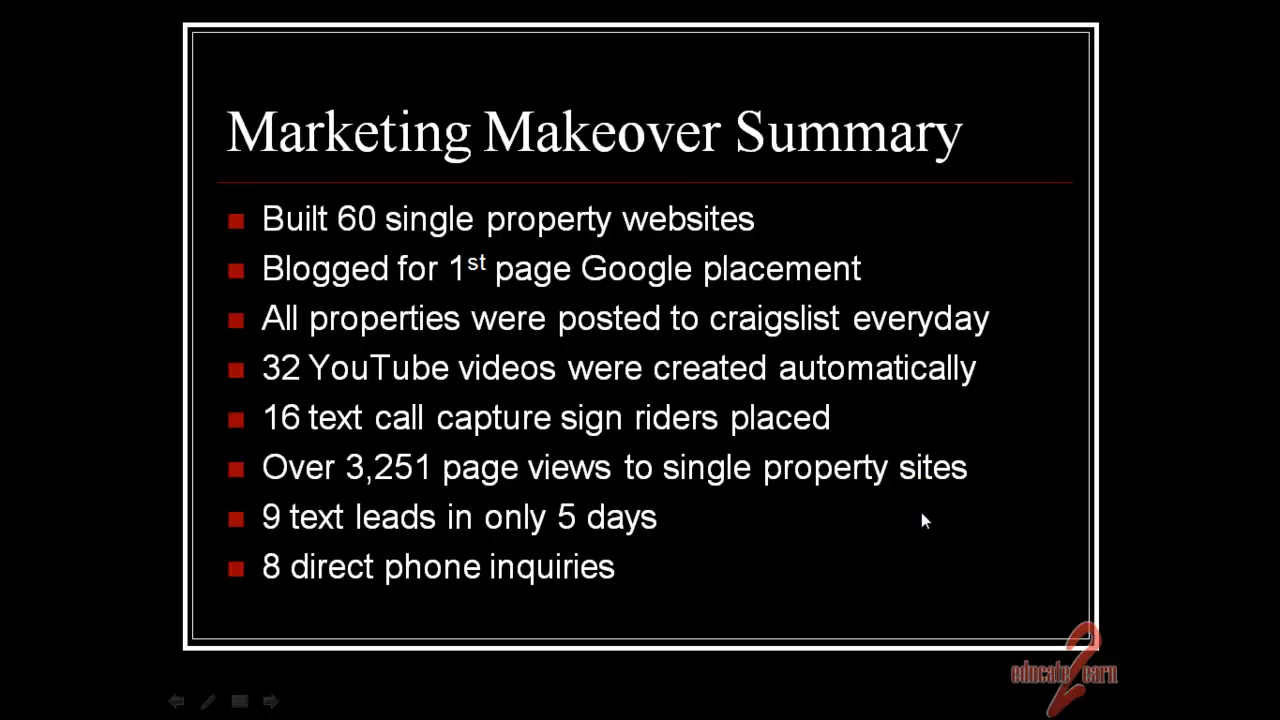 Marketing Makeover Summary
Built 60 single property websites
Blogged for 1st page Google placement
All properties were posted to craigslist everyday
32 YouTube videos were created automatically
16 text call capture sign riders placed
Over 3,251 page views to single property sites
9 text leads in only 5 days
8 direct phone inquiries
educate2earn